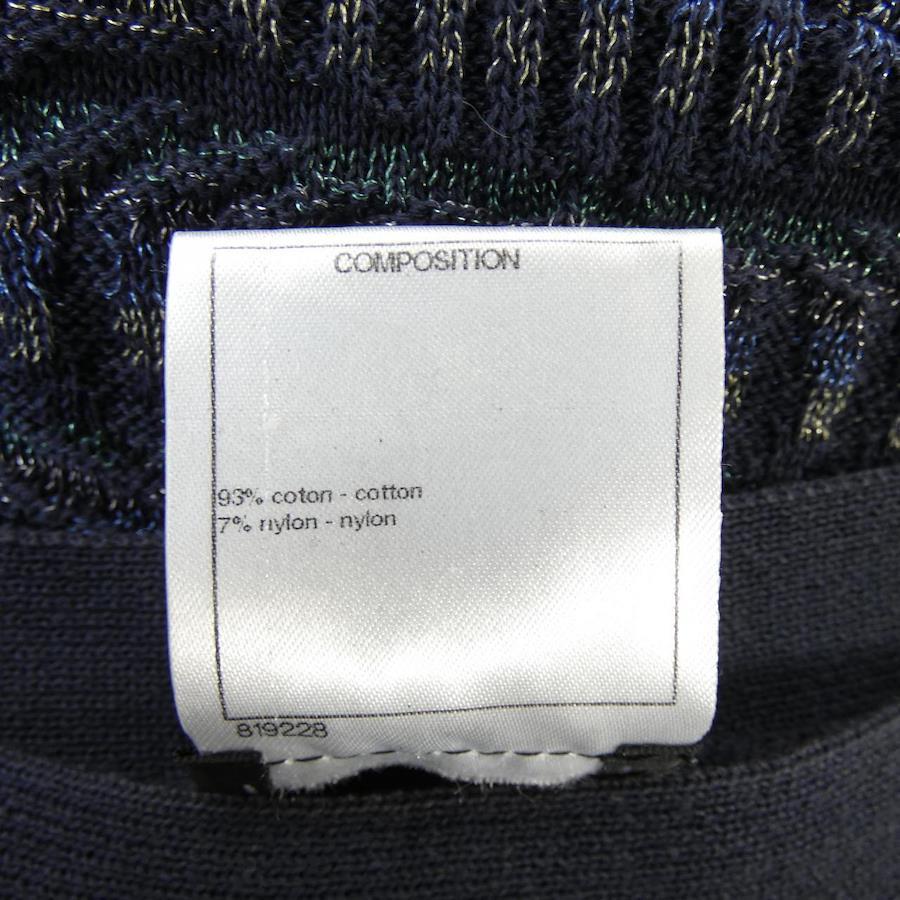 COMPOSITION
93% coton - cotton
7% nylon - nylon
819228